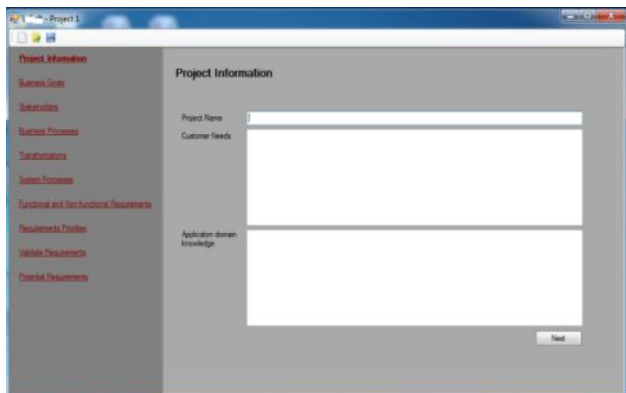 - Project 1
Project Information
Business Goals
Stakeholders
Business Processes
Transformations
System Processes
Functional and Non-functional Requirements
Requirements Priorities
Validate Requirements
Potential Requirements
Project Information
Project Name
Customer Needs
Application domain
knowledge
Next